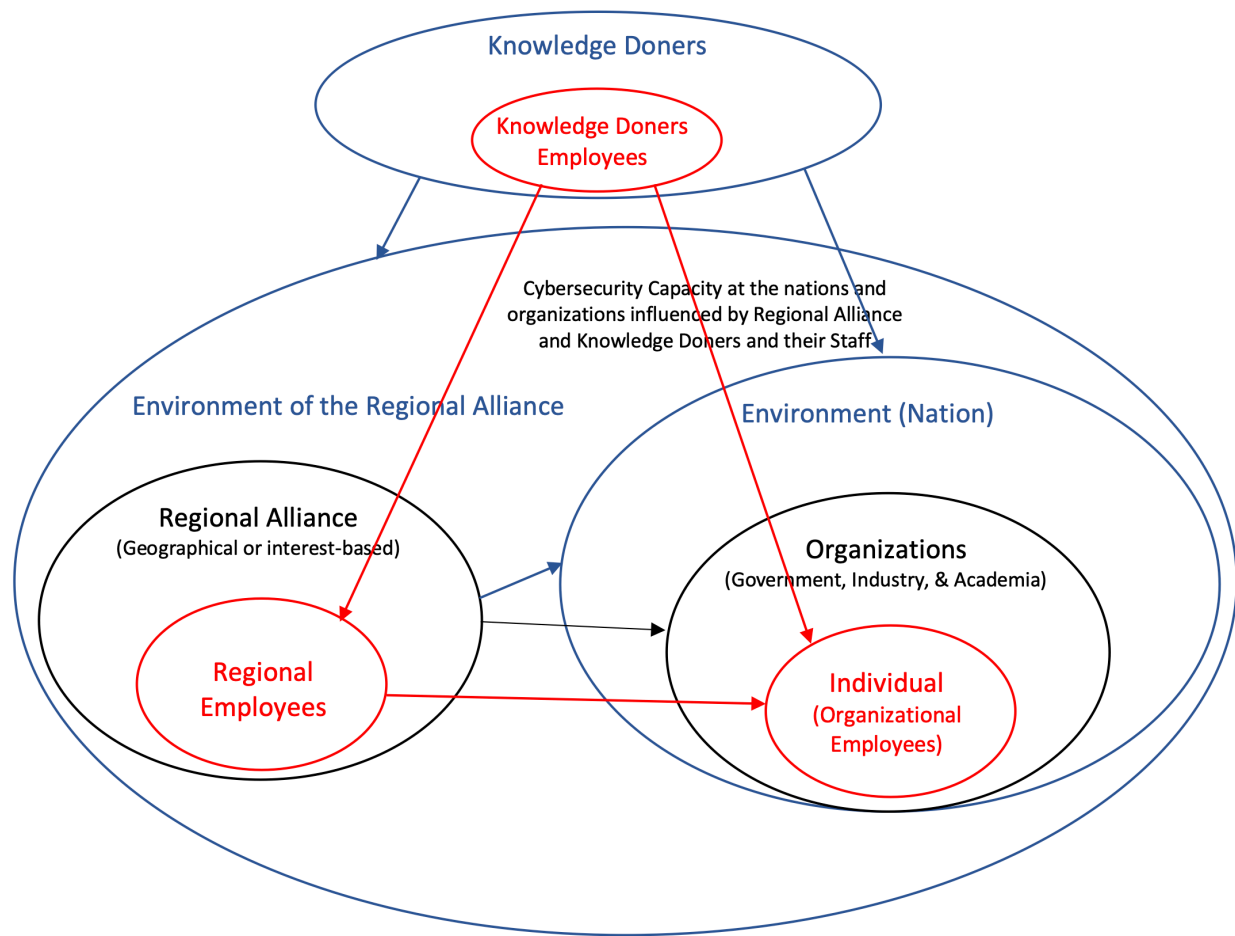 Knowledge Doners
Knowledge Doners
Employees
Cybersecurity Capacity at the nations and
organizations influenced by Regional Alliance
and Knowledge Doners and their Staff
Environment of the Regional Alliance
Environment (Nation)
Regional Alliance
(Geographical or interest-based)
Organizations
(Government, Industry, & Academia)
Regional
Employees
Individual
(Organizational
Employees)